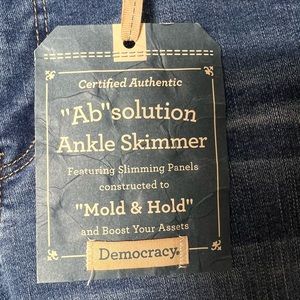 Certified Authentic
"Ab"solution
Ankle Skimmer
Featuring Slimming Panels
constructed to
"Mold & Hold"
and Boost Your Assets
Democracy®